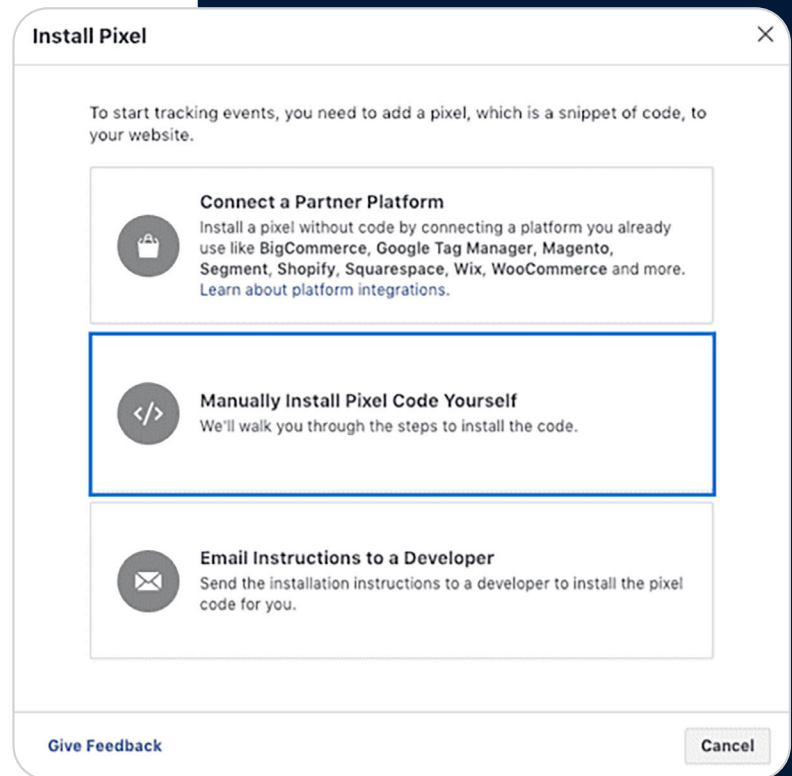 Install Pixel
To start tracking events, you need to add a pixel, which is a snippet of code, to
your website.
Connect a Partner Platform
Install a pixel without code by connecting a platform you already
use like BigCommerce, Google Tag Manager, Magento,
Segment, Shopify, Squarespace, Wix, WooCommerce and more.
Learn about platform integrations.
Manually Install Pixel Code Yourself
We'll walk you through the steps to install the code.
Email Instructions to a Developer
Send the installation instructions to a developer to install the pixel
code for you.
Give Feedback
Cancel